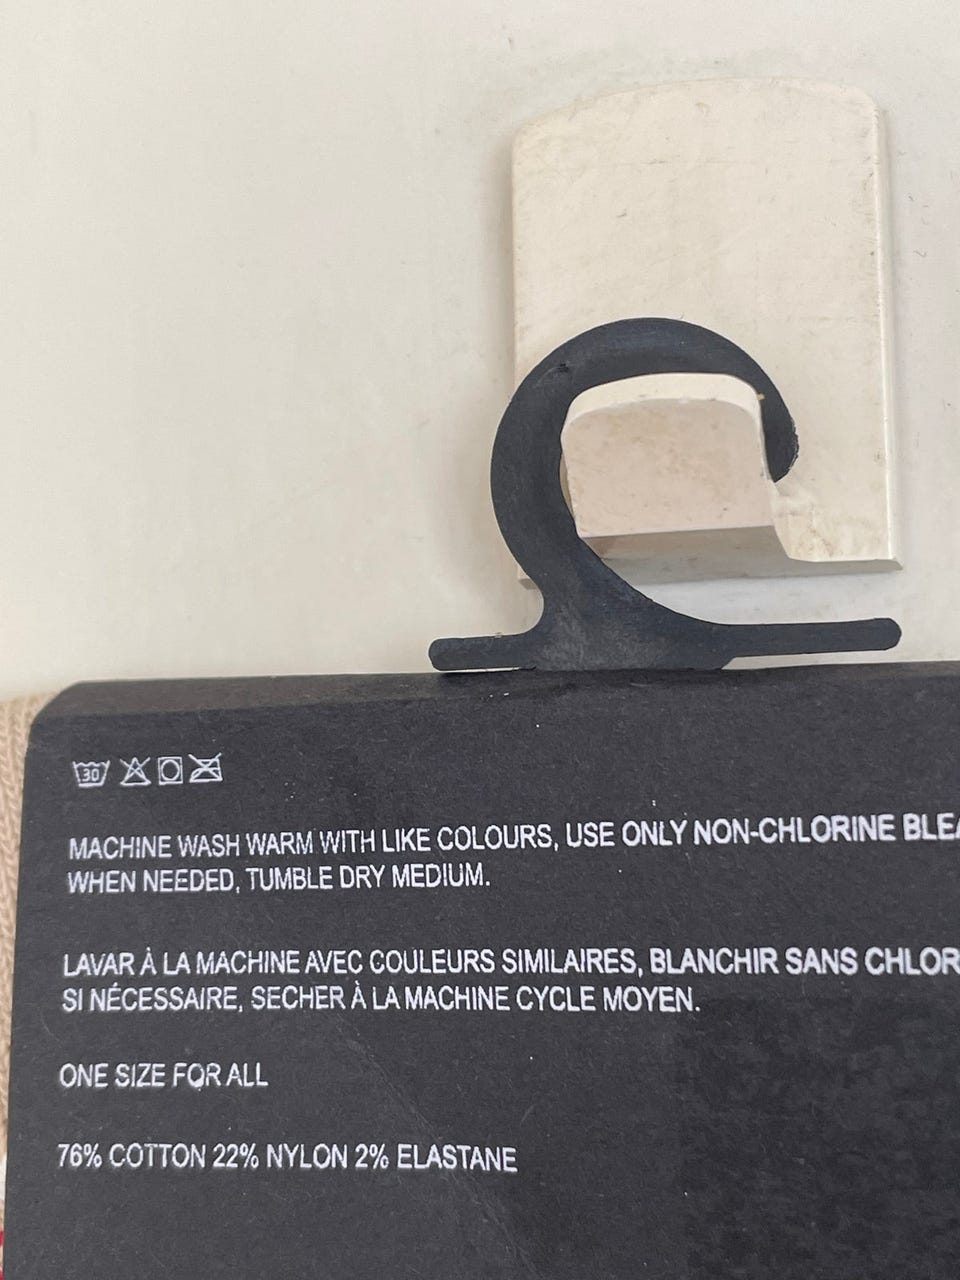 30
MACHINE WASH WARM WITH LIKE COLOURS, USE ONLY NON-CHLORINE
WHEN NEEDED, TUMBLE DRY MEDIUM.
LAVAR À LA MACHINE AVEC COULEURS SIMILAIRES, BLANCHIR SANS
SI NÉCESSAIRE, SECHER À LA MACHINE CYCLE MOYEN.
ONE SIZE FOR ALL
76% COTTON 22% NYLON 2% ELASTANE